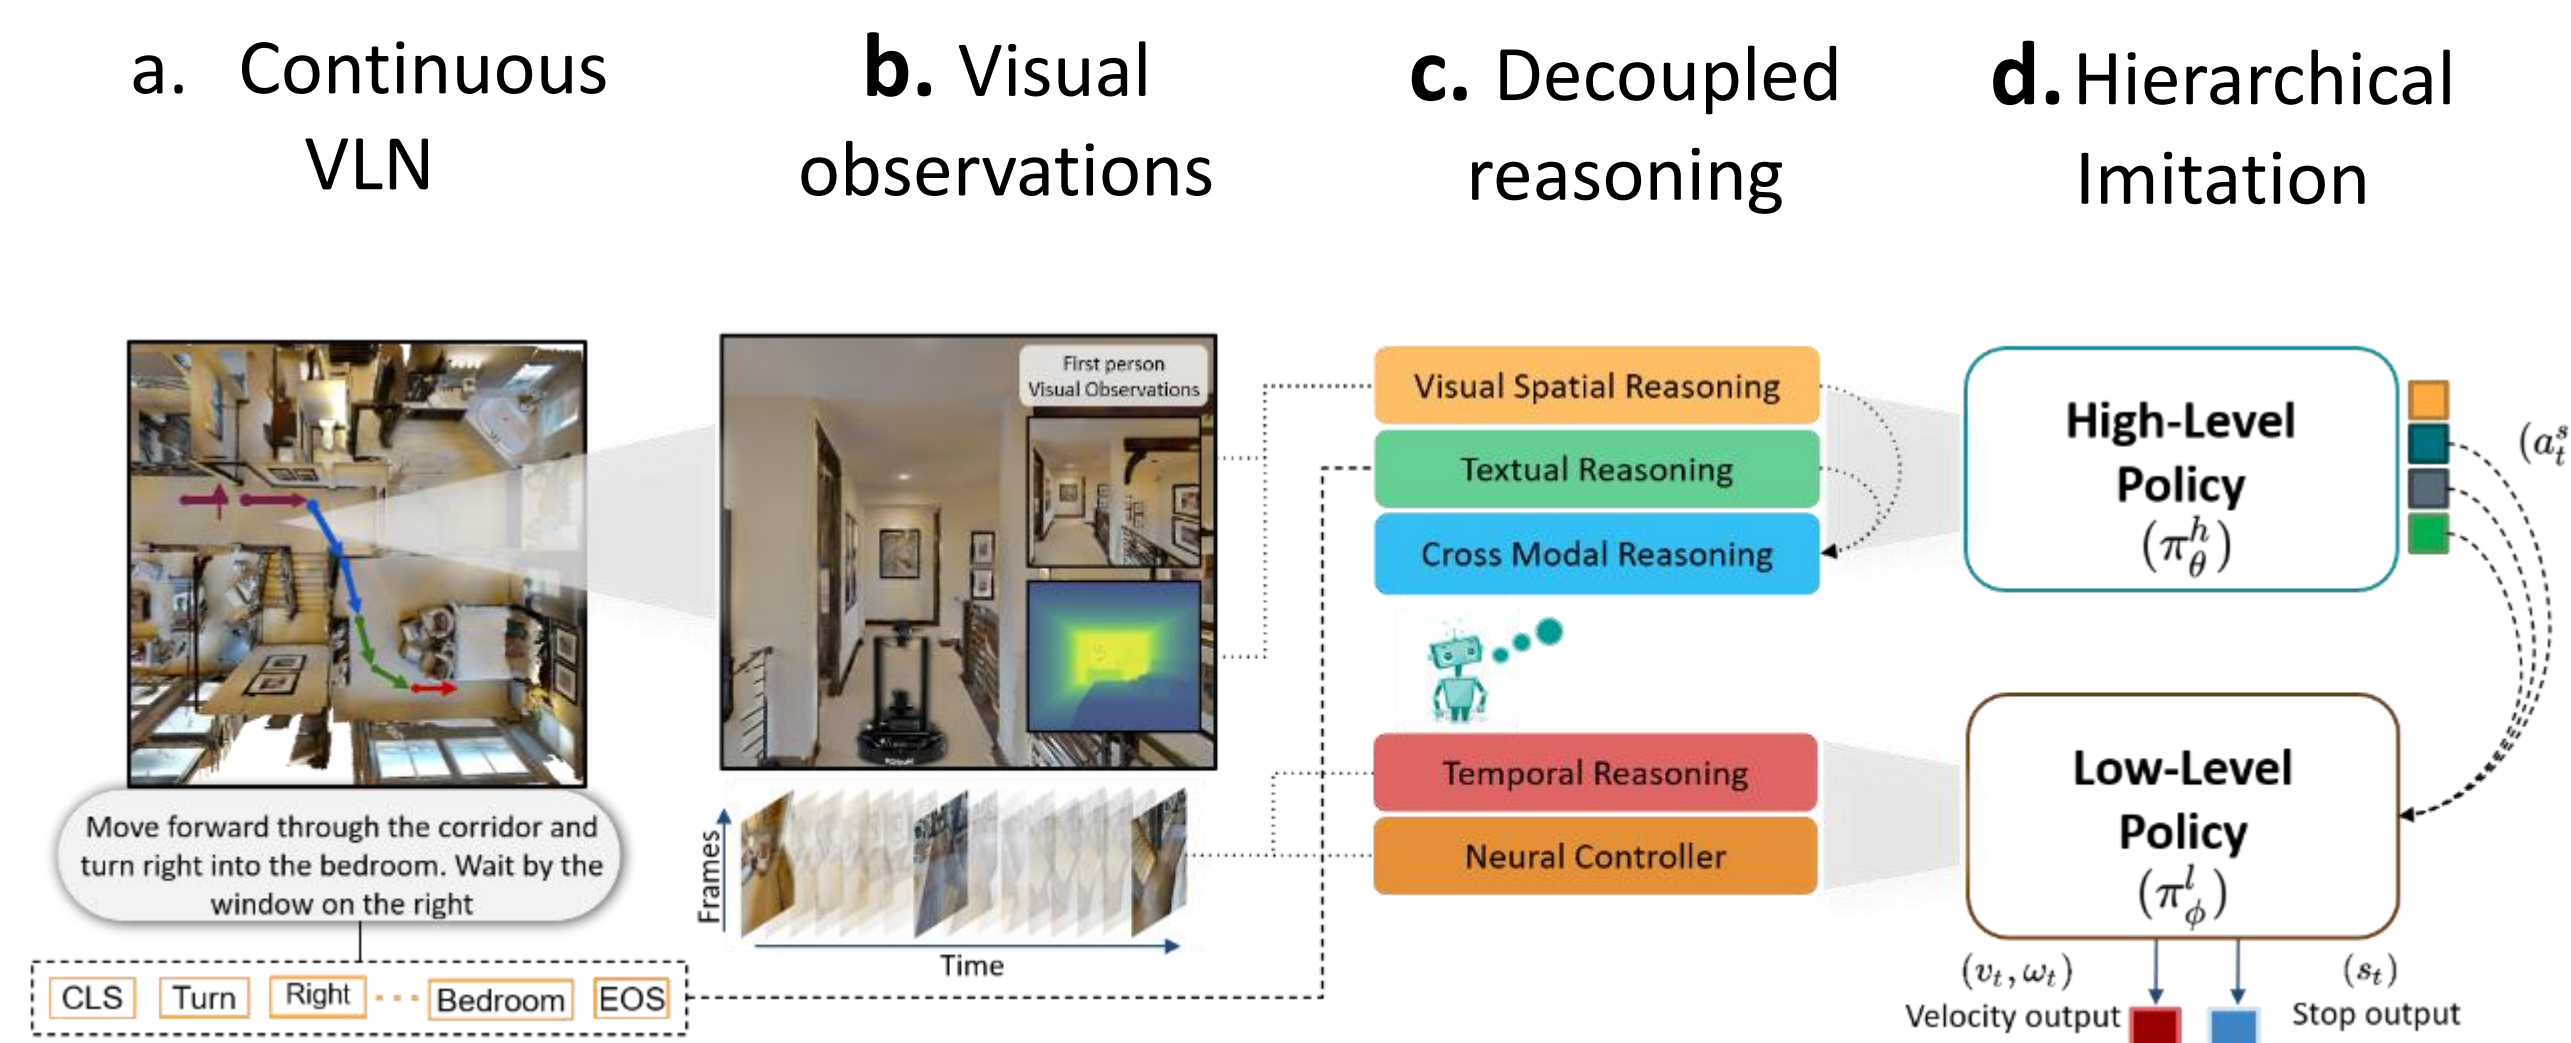 a. Continuous
VLN
b. Visual
observations
c. Decoupled
reasoning
d. Hierarchical
Imitation
First person
Visual Observations
Move forward through the corridor and
turn right into the bedroom. Wait by the
window on the right
CLS Turn Right Bedroom EOS
Frames
Time
Visual Spatial Reasoning
Textual Reasoning
Cross Modal Reasoning
Temporal Reasoning
Neural Controller
High-Level
Policy
(π_θ^h)
(a_t^s
Low-Level
Policy
(π_ϕ^l)
(v_t, ω_t)
Velocity output
(s_t)
Stop output